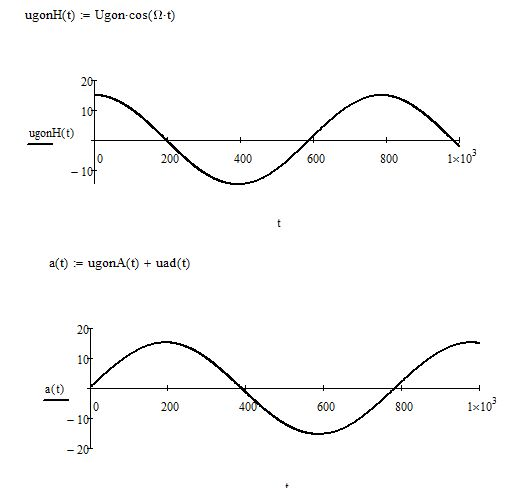 ugonH(t) := Ugon·cos(Ω·t)
20
10
ugonH(t)
0 200 400 600 800 1×10³
− 10
t
a(t) := ugonA(t) + uad(t)
20
10
a(t)
0 200 400 600 800 1×10³
− 10
− 20